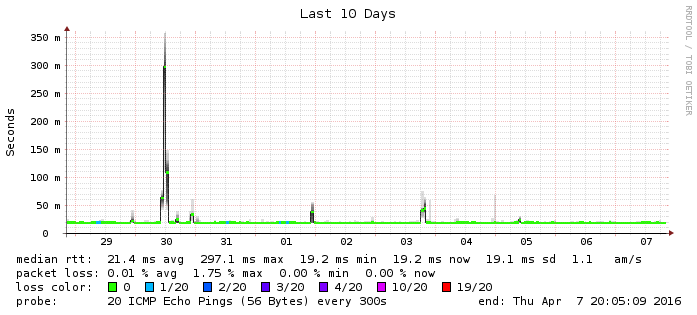 Last 10 Days
RRDTOOL / TOBI OETIKER
Seconds
350 m
300 m
250 m
200 m
150 m
100 m
50 m
0
29 30 31 01 02 03 04 05 06 07
median rtt: 21.4 ms avg 297.1 ms max 19.2 ms min 19.2 ms now 19.1 ms sd 1.1 am/s
packet loss: 0.01 % avg 1.75 % max 0.00 % min 0.00 % now
loss color: 0 1/20 2/20 3/20 4/20 10/20 19/20
probe: 20 ICMP Echo Pings (56 Bytes) every 300s end: Thu Apr 7 20:05:09 2016